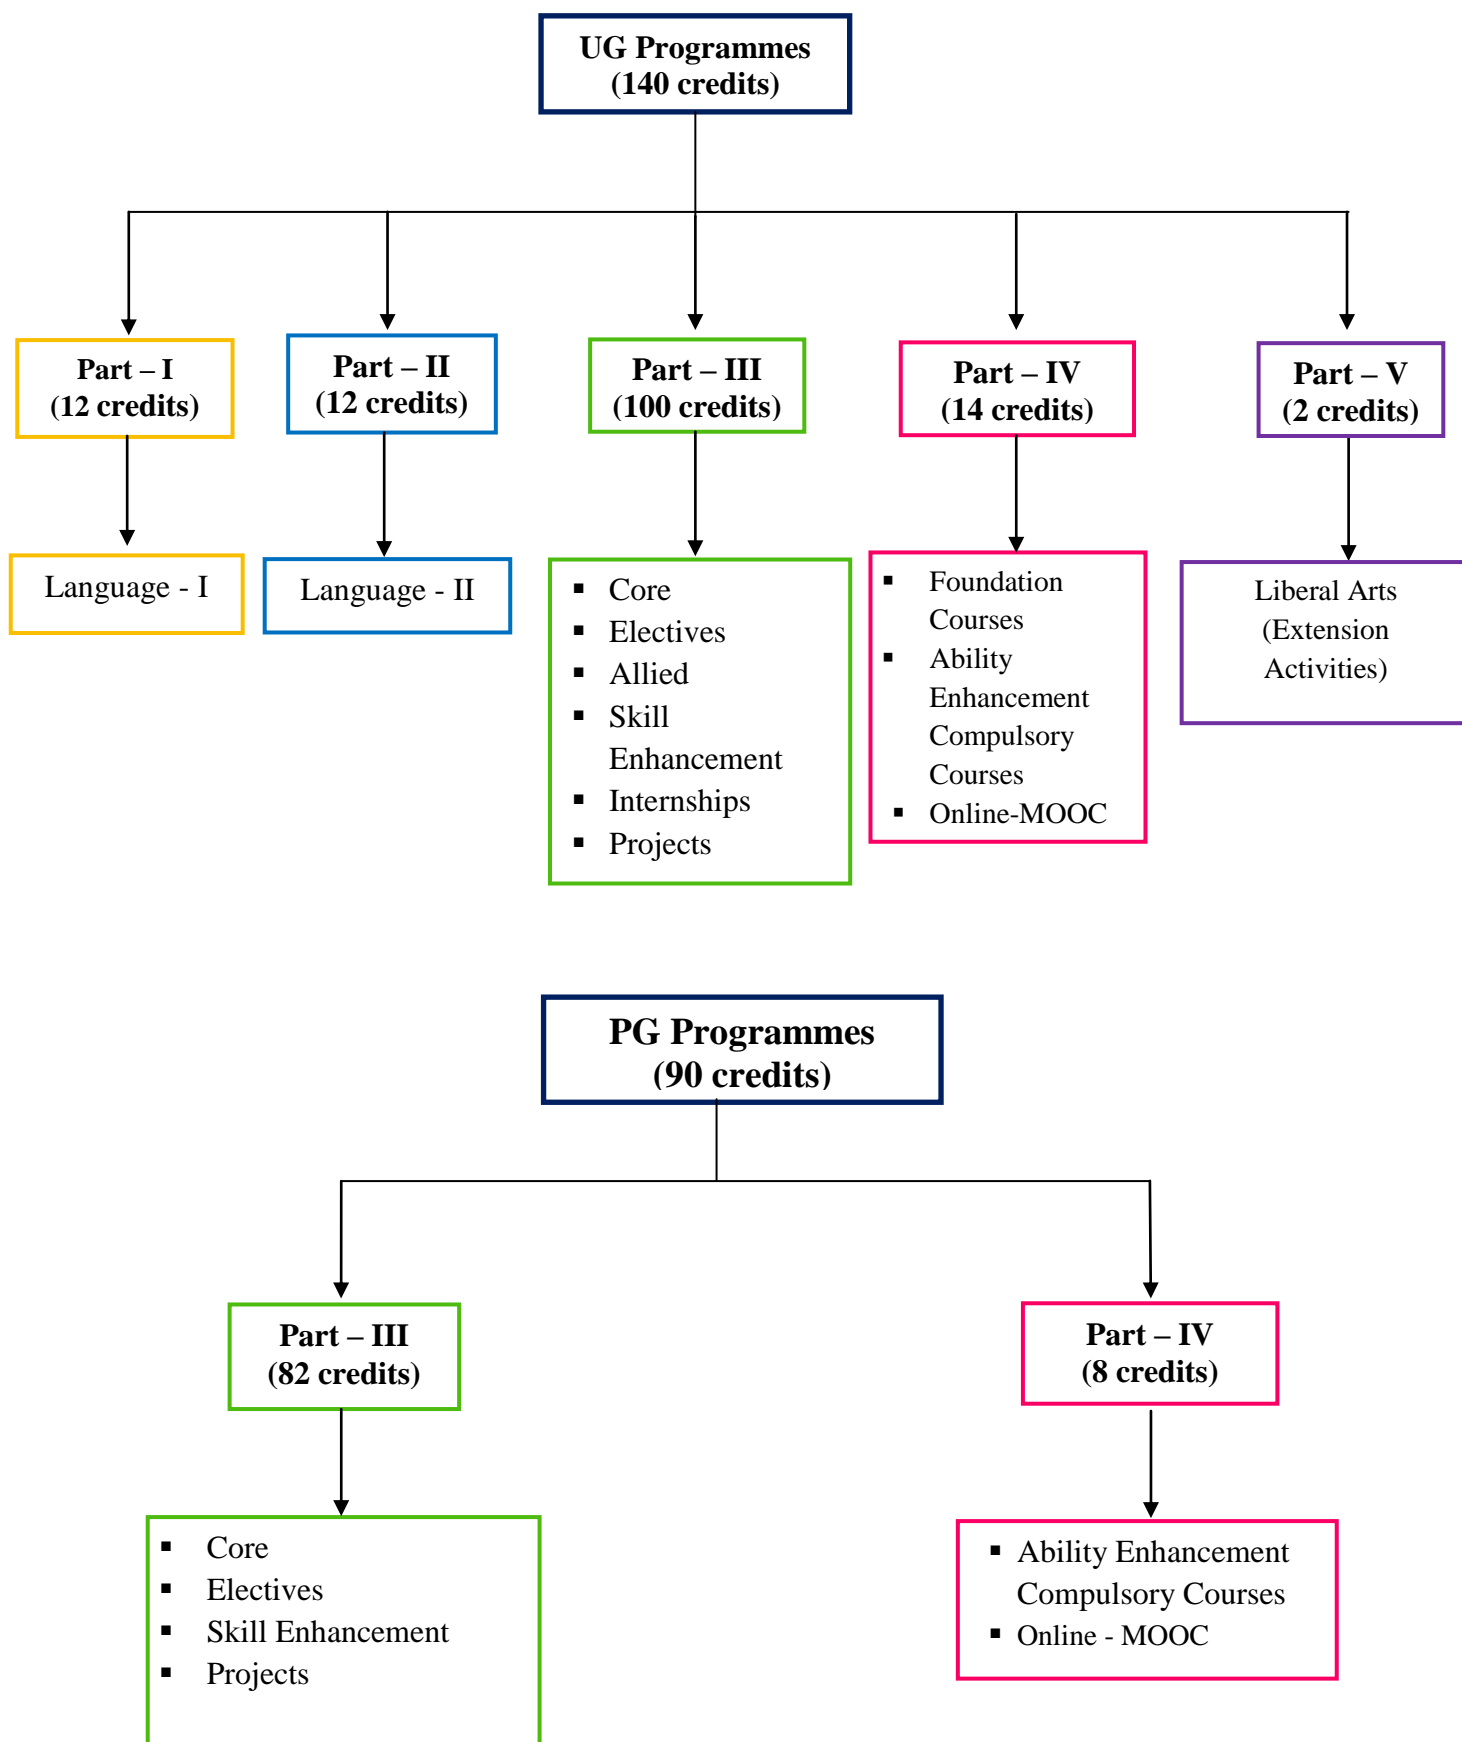 UG Programmes
(140 credits)
Part – I
(12 credits)
Part – II
(12 credits)
Part – III
(100 credits)
Part – IV
(14 credits)
Part – V
(2 credits)
Language - I
Language - II
▪ Core
▪ Electives
▪ Allied
▪ Skill
Enhancement
▪ Internships
▪ Projects
▪ Foundation
Courses
▪ Ability
Enhancement
Compulsory
Courses
▪ Online-MOOC
Liberal Arts
(Extension
Activities)
PG Programmes
(90 credits)
Part – III
(82 credits)
Part – IV
(8 credits)
▪ Core
▪ Electives
▪ Skill Enhancement
▪ Projects
▪ Ability Enhancement
Compulsory Courses
▪ Online - MOOC